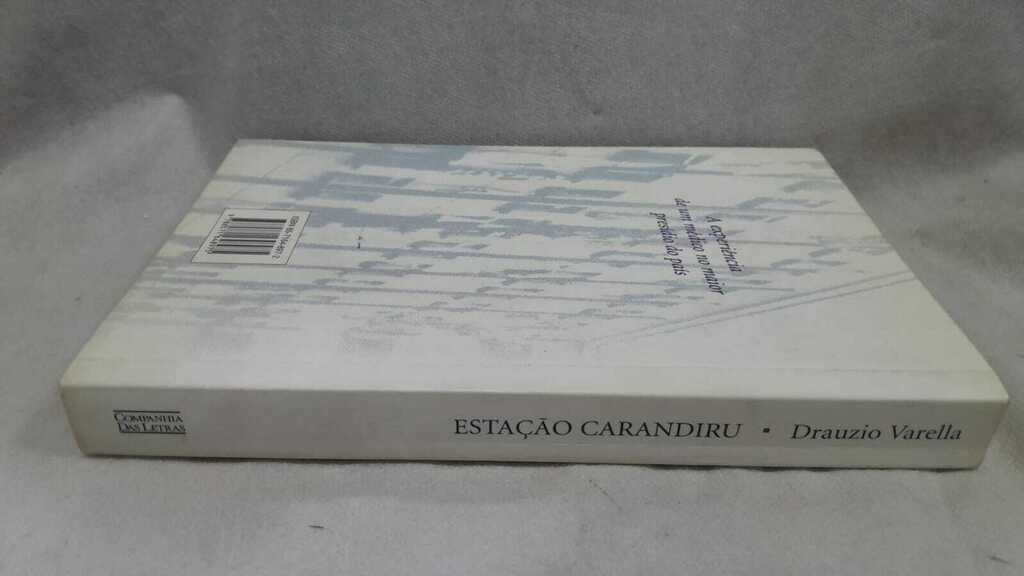 A experiência
de um médico no maior
presídio do país
COMPANHIA
DAS LETRAS
ESTAÇÃO CARANDIRU • Drauzio Varella